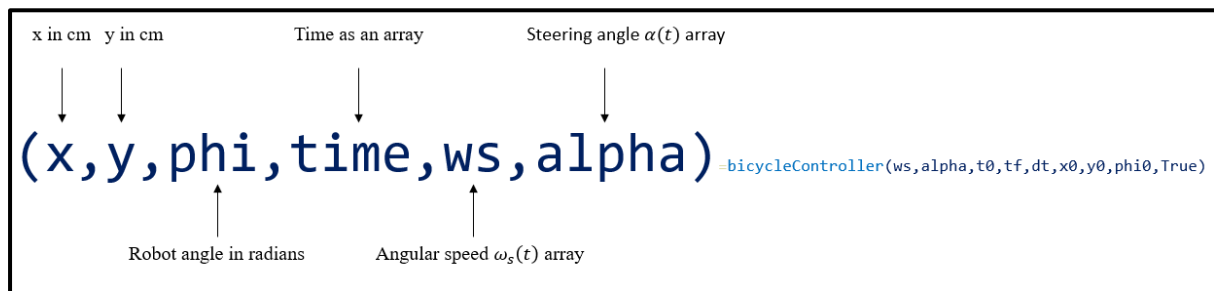 x in cm y in cm Time as an array Steering angle α(t) array
(x,y,phi,time,ws,alpha)=bicycleController(ws,alpha,t0,tf,dt,x0,y0,phi0,True)
Robot angle in radians Angular speed ωₛ(t) array